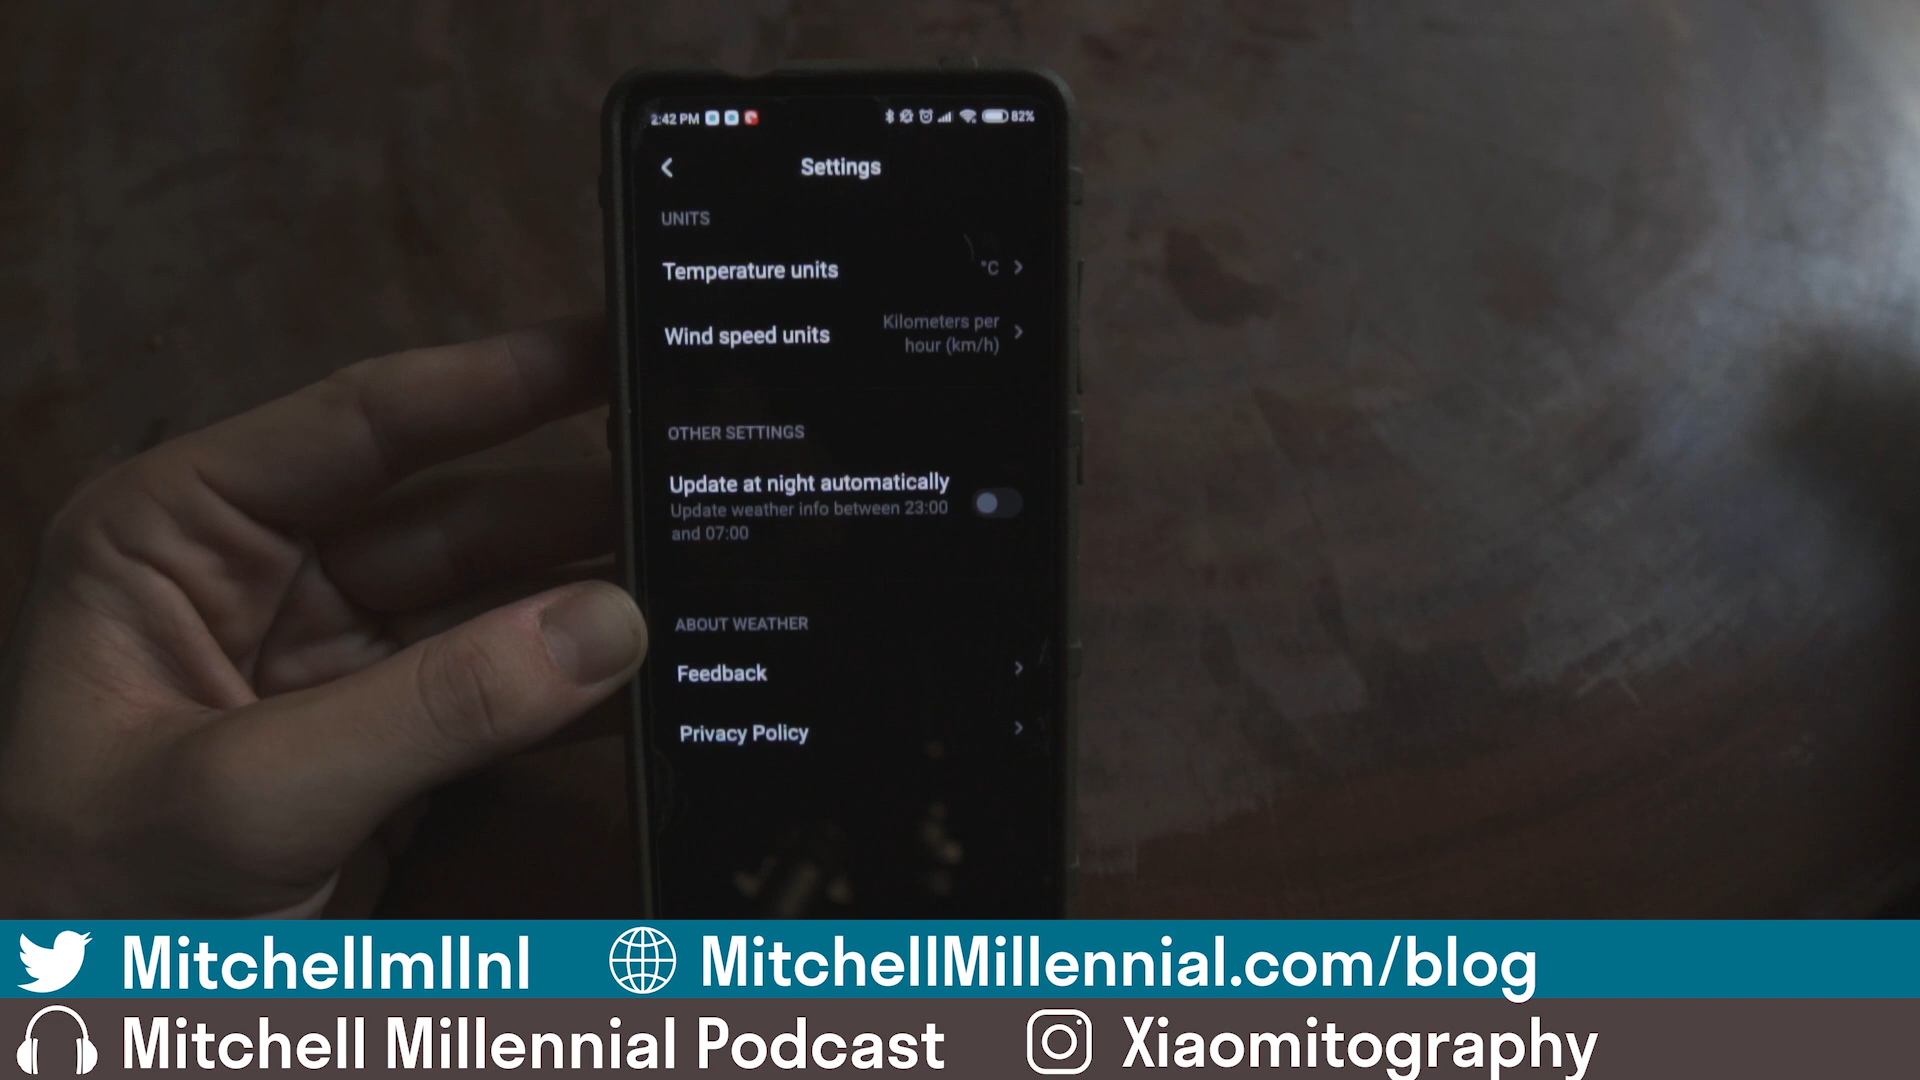 2:42 PM
82%
Settings
UNITS
Temperature units
°C
Wind speed units
Kilometers per
hour (km/h)
OTHER SETTINGS
Update at night automatically
Update weather info between 23:00
and 07:00
ABOUT WEATHER
Feedback
Privacy Policy
Mitchellmllnl
MitchellMillennial.com/blog
Mitchell Millennial Podcast
Xiaomitography